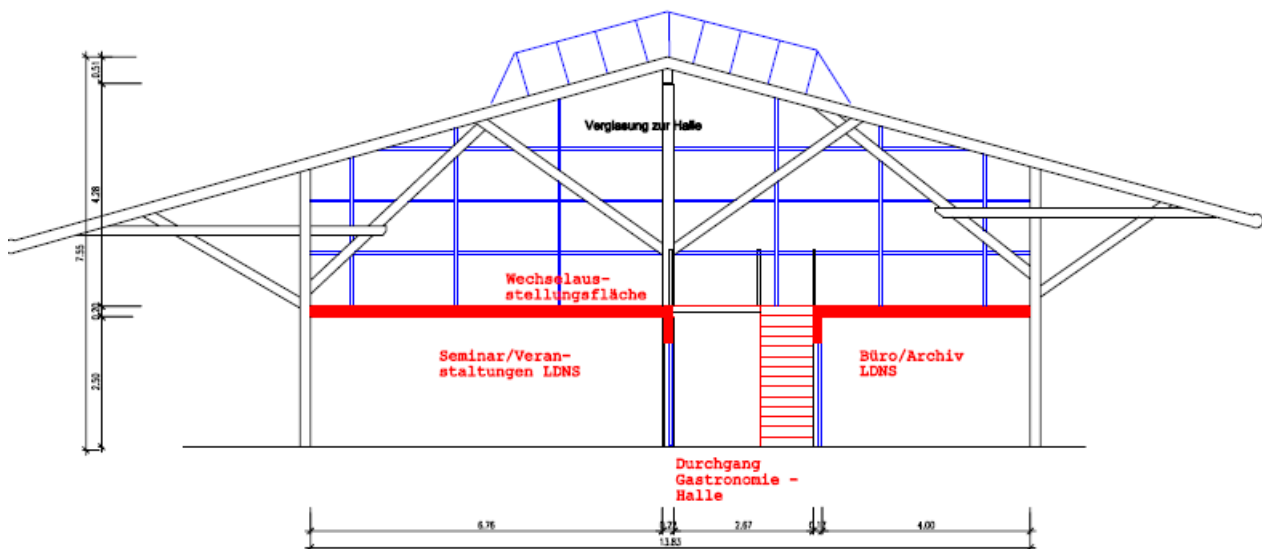 Verglasung zur Halle
0.51
4.28
7.55
Wechselaus-
stellungsfläche
0.20
2.50
Seminar/Veran-
staltungen LDNS
Büro/Archiv
LDNS
Durchgang
Gastronomie -
Halle
6.76
2.67
4.00
13.83